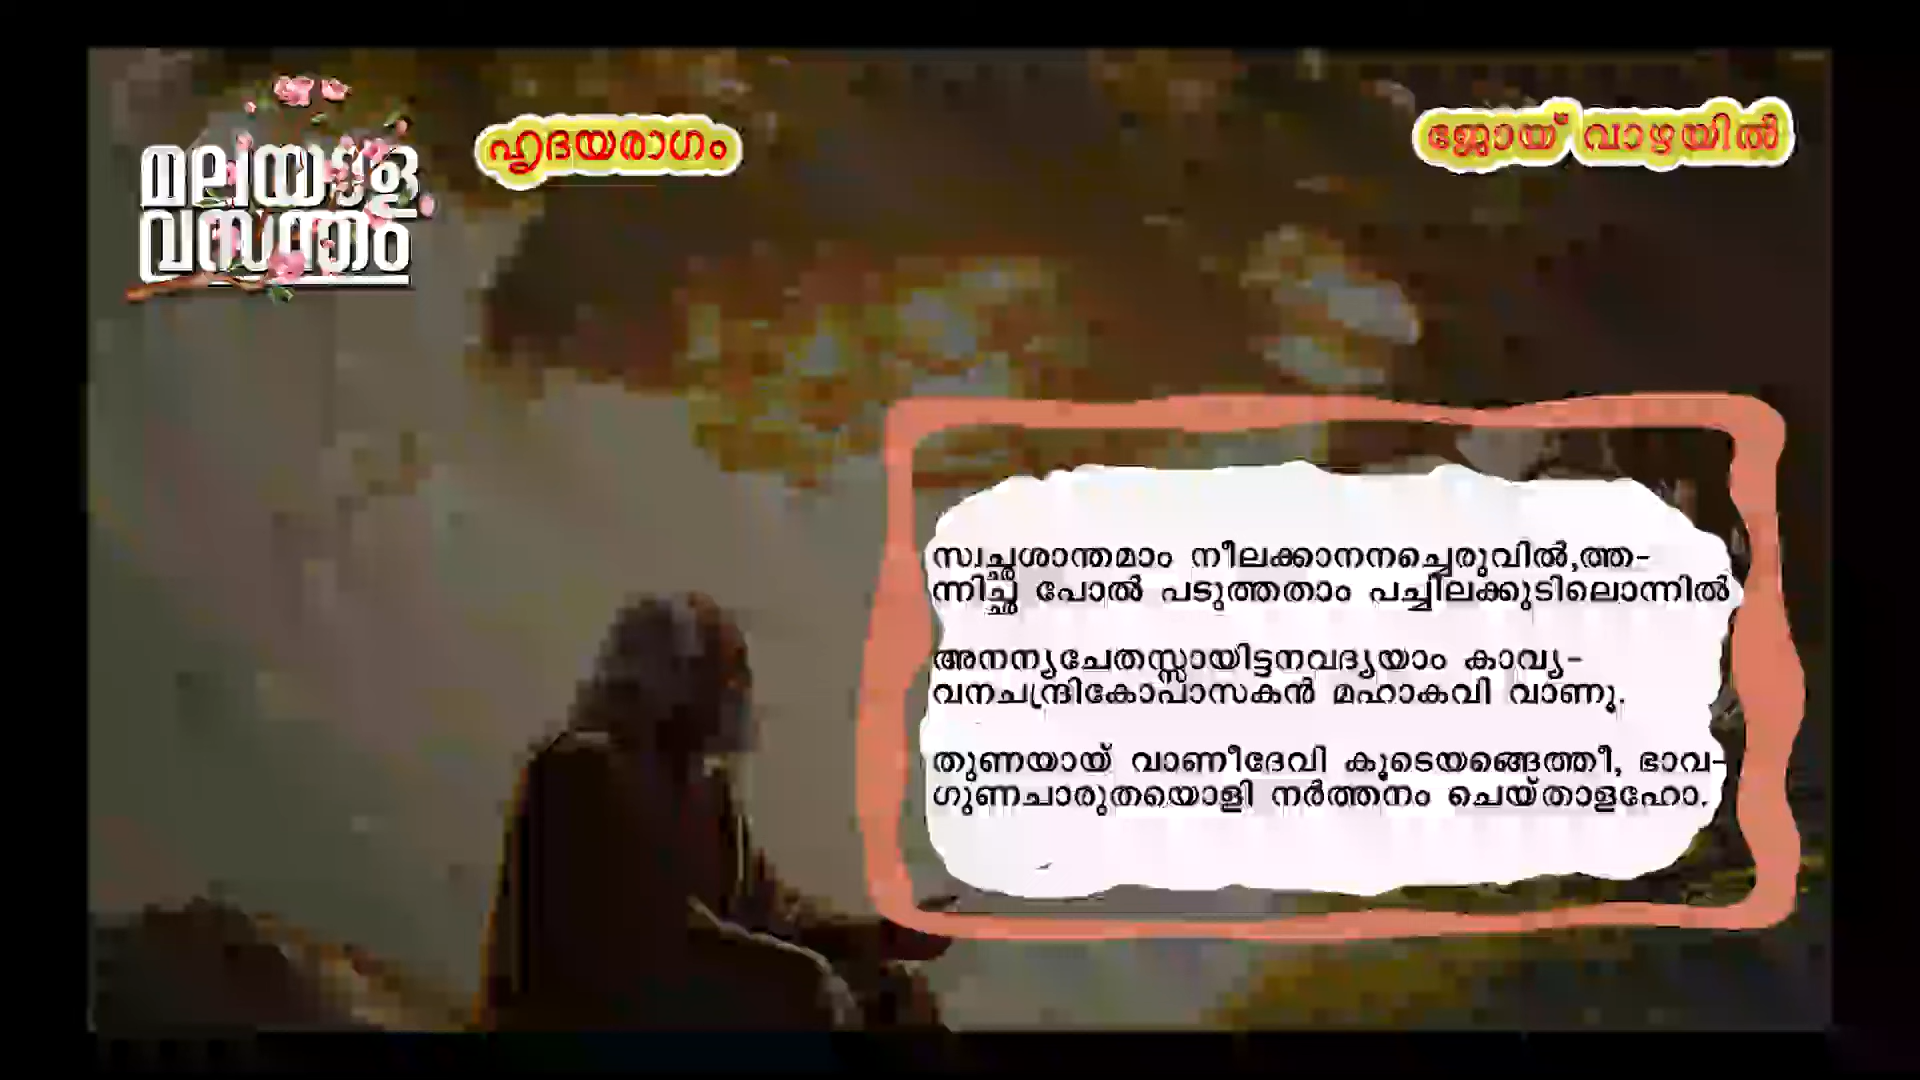 മലയാള
വസന്തം
ഹൃദയരാഗം
ജോയ് വാഴയിൽ
സ്വച്ഛശാന്തമാം നീലക്കാനനച്ചെരുവിൽ,ത്ത-
ന്നിച്ഛ പോൽ പടുത്തതാം പച്ചിലക്കുടിലൊന്നിൽ
അനന്യചേതസ്സായിട്ടനവദ്യയാം കാവ്യ-
വനചന്ദ്രികോപാസകൻ മഹാകവി വാണു.
തുണയായ് വാണീദേവി കൂടെയങ്ങെത്തീ, ഭാവ-
ഗുണചാരുതയൊളി നർത്തനം ചെയ്താളഹോ.